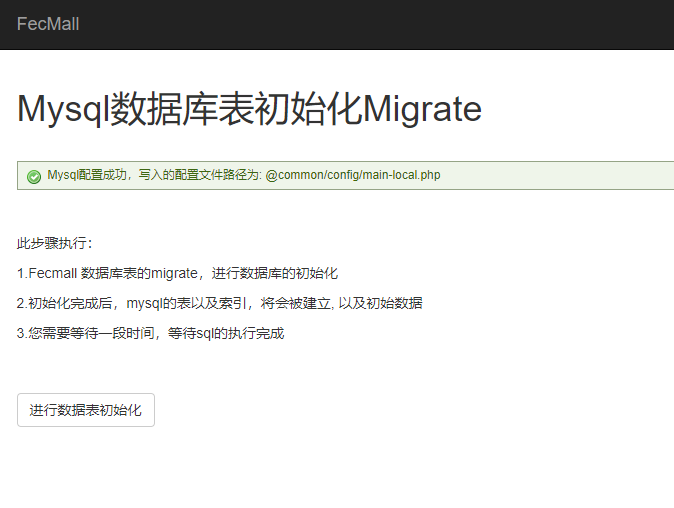 FecMall
Mysql数据库表初始化Migrate
Mysql配置成功，写入的配置文件路径为: @common/config/main-local.php
此步骤执行：
1.Fecmall 数据库表的migrate，进行数据库的初始化
2.初始化完成后，mysql的表以及索引，将会被建立, 以及初始数据
3.您需要等待一段时间，等待sql的执行完成
进行数据表初始化